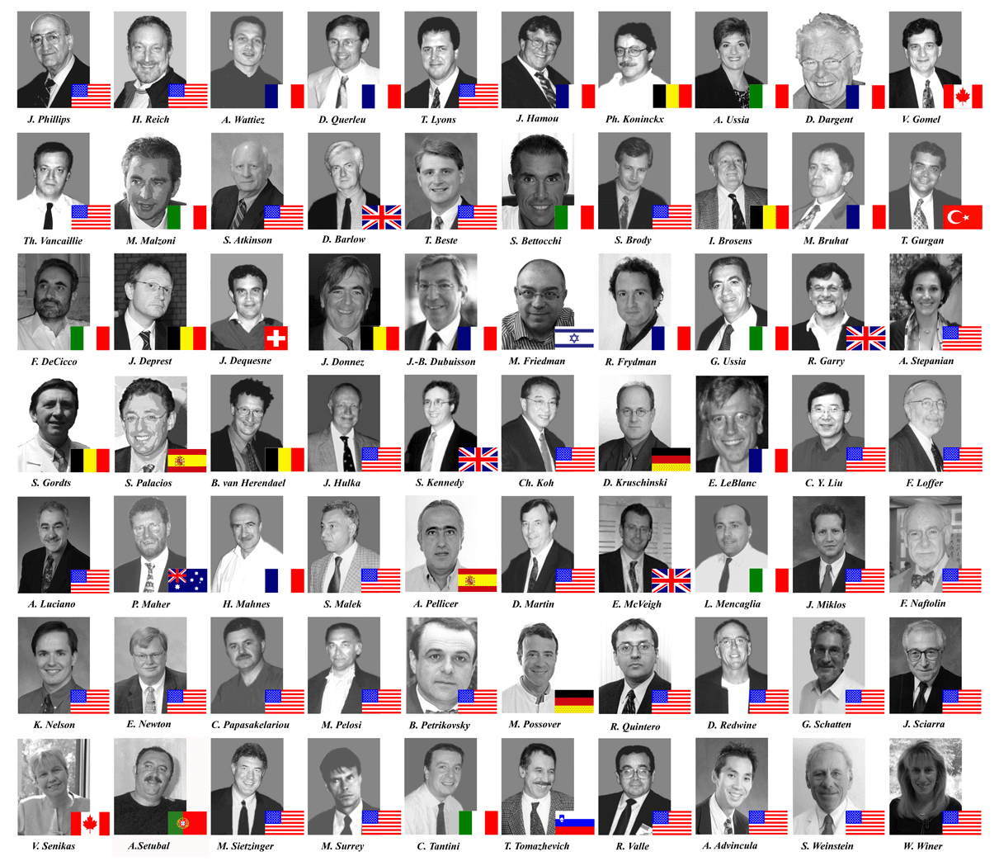 J. Phillips H. Reich A. Wattiez D. Querleu T. Lyons J. Hamou Ph. Koninckx A. Ussia D. Dargent V. Gomel
Th. Vancaillie M. Malzoni S. Atkinson D. Barlow T. Beste S. Bettocchi S. Brody I. Brosens M. Bruhat T. Gurgan
F. DeCicco J. Deprest J. Dequesne J. Donnez J.-B. Dubuisson M. Friedman R. Frydman G. Ussia R. Garry A. Stepanian
S. Gordts S. Palacios B. van Herendael J. Hulka S. Kennedy Ch. Koh D. Kruschinski E. LeBlanc C. Y. Liu F. Loffer
A. Luciano P. Maher H. Mahnes S. Malek A. Pellicer D. Martin E. McVeigh L. Mencaglia J. Miklos F. Naftolin
K. Nelson E. Newton C. Papasakelariou M. Pelosi B. Petrikovsky M. Possover R. Quintero D. Redwine G. Schatten J. Sciarra
V. Senikas A.Setubal M. Sietzinger M. Surrey C. Tantini T. Tomazhevich R. Valle A. Advincula S. Weinstein W. Winer